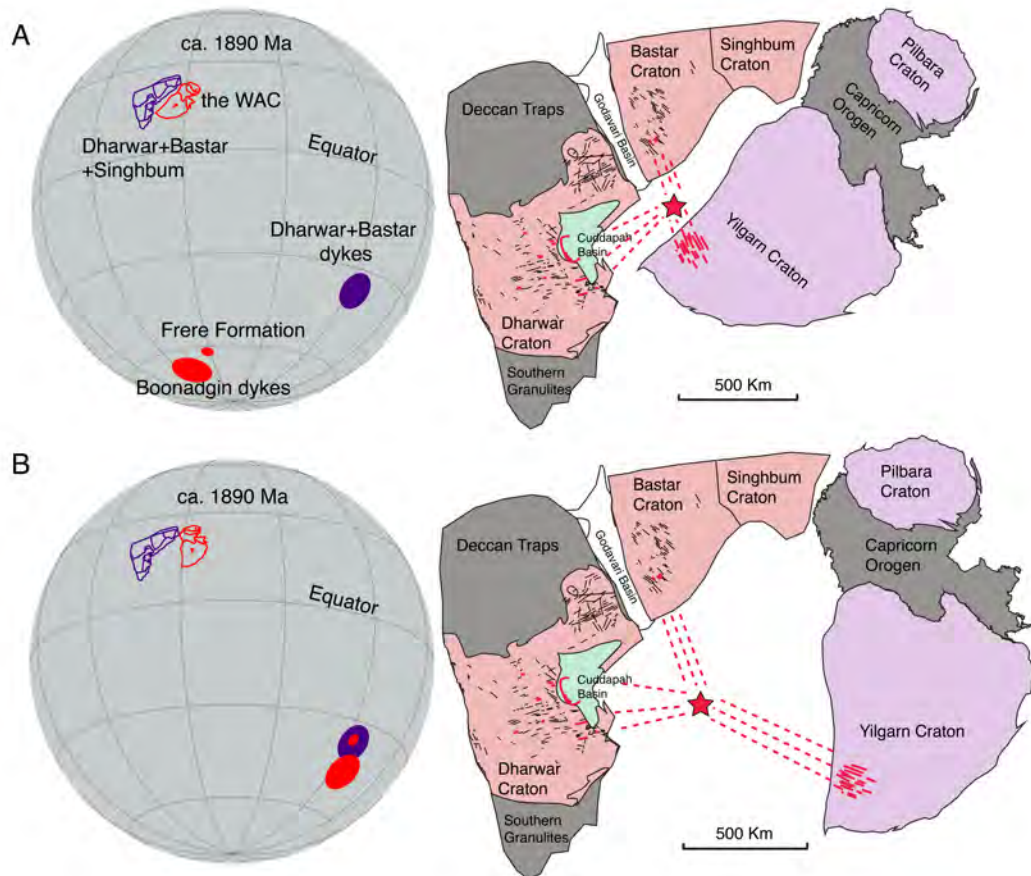 A
ca. 1890 Ma
the WAC
Dharwar+Bastar
+Singhbum
Equator
Dharwar+Bastar
dykes
Frere Formation
Boonadgin dykes
Deccan Traps
Godavari Basin
Bastar
Craton
Singhbum
Craton
Pilbara
Craton
Capricorn
Orogen
Cuddapah
Basin
Yilgarn Craton
Dharwar
Craton
Southern
Granulites
500 Km
B
ca. 1890 Ma
Equator
Deccan Traps
Godavari Basin
Bastar
Craton
Singhbum
Craton
Pilbara
Craton
Capricorn
Orogen
Cuddapah
Basin
Yilgarn Craton
Dharwar
Craton
Southern
Granulites
500 Km